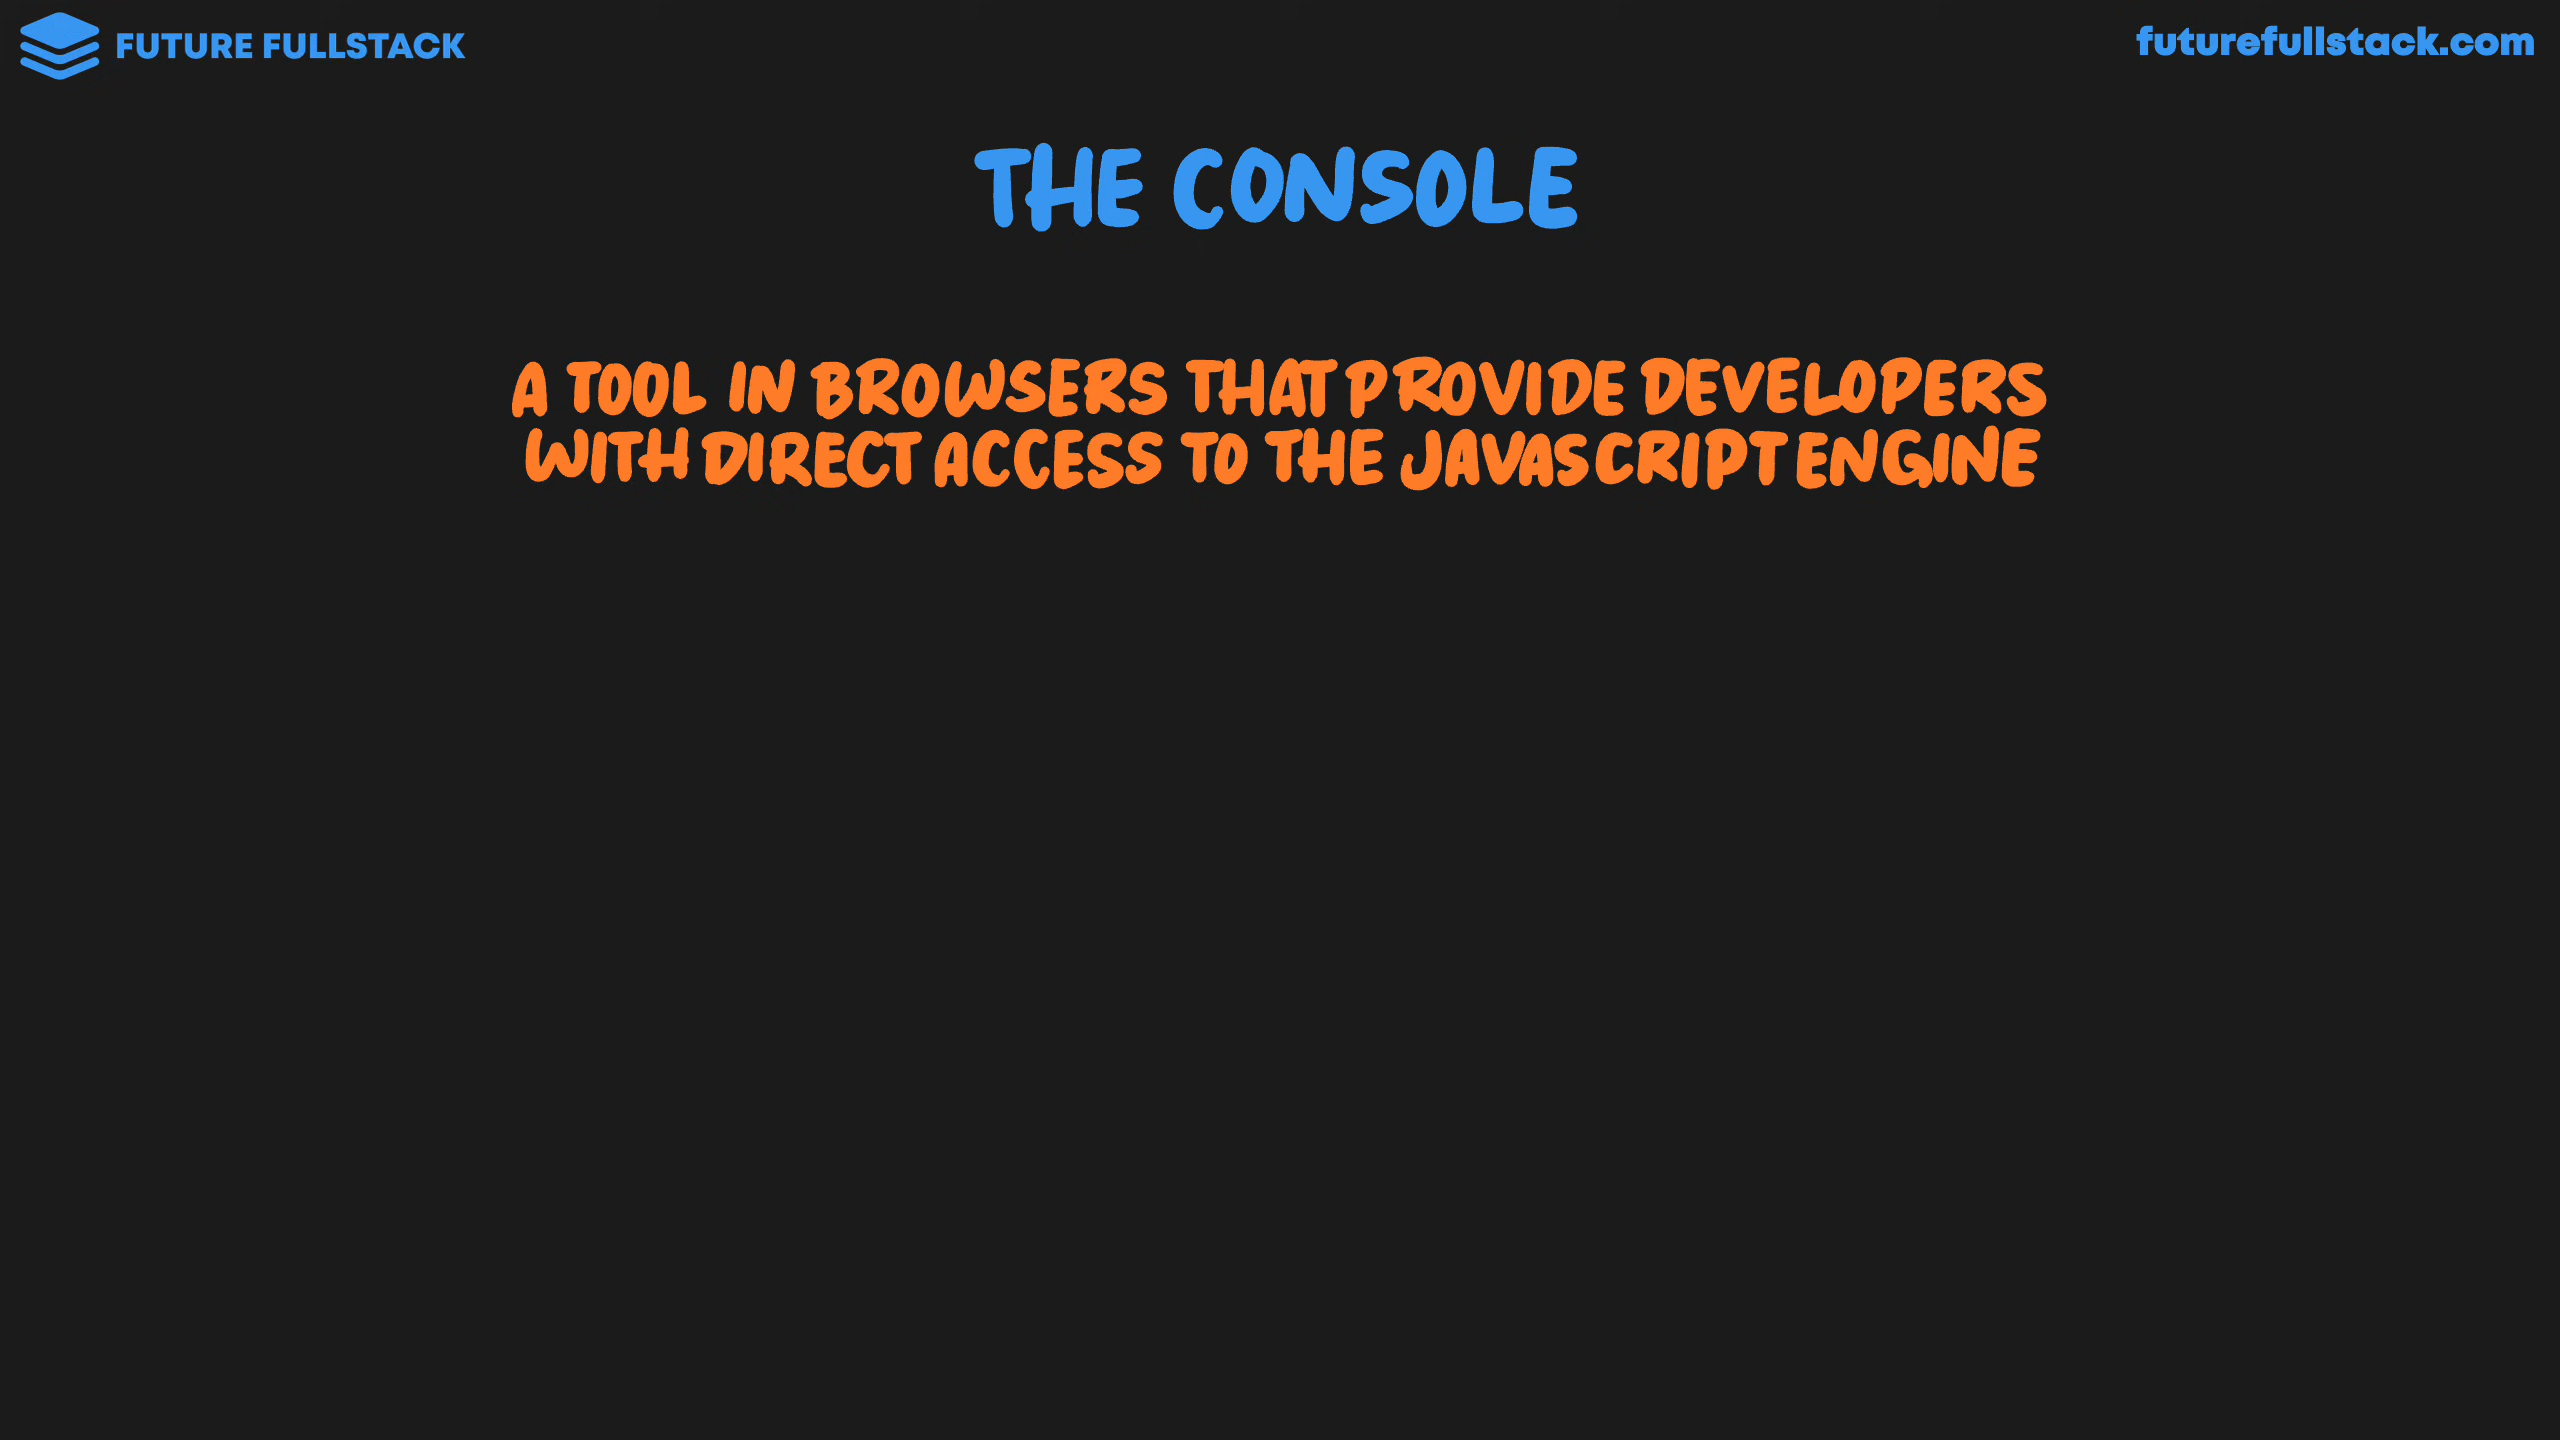 FUTURE FULLSTACK
futurefullstack.com
THE CONSOLE
A TOOL IN BROWSERS THAT PROVIDE DEVELOPERS
WITH DIRECT ACCESS TO THE JAVASCRIPT ENGINE